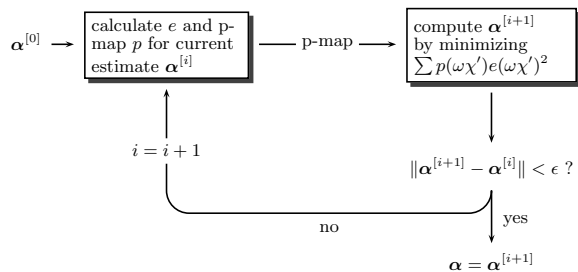 α^[0]
calculate e and p-
map p for current
estimate α^[i]
p-map
compute α^[i+1]
by minimizing
∑ p(ωχ′)e(ωχ′)²
i = i + 1
‖α^[i+1] − α^[i]‖ < ϵ ?
no
yes
α = α^[i+1]